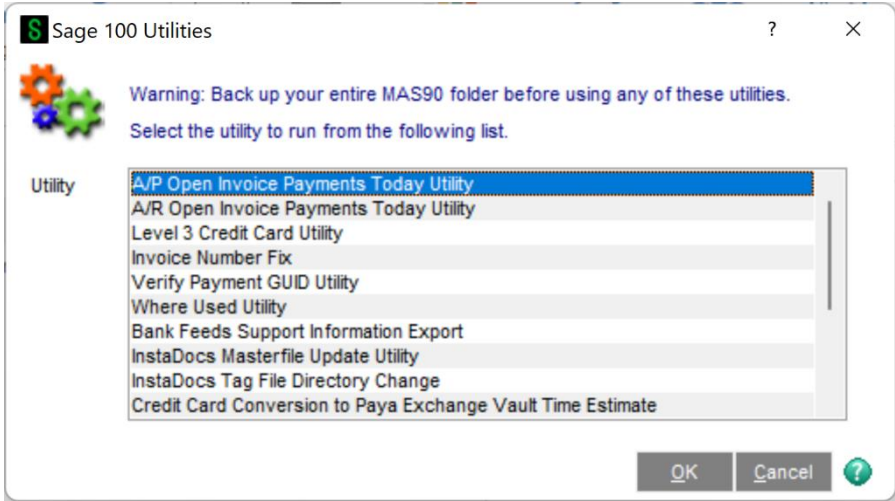 S Sage 100 Utilities ?
Warning: Back up your entire MAS90 folder before using any of these utilities.
Select the utility to run from the following list.
Utility
A/P Open Invoice Payments Today Utility
A/R Open Invoice Payments Today Utility
Level 3 Credit Card Utility
Invoice Number Fix
Verify Payment GUID Utility
Where Used Utility
Bank Feeds Support Information Export
InstaDocs Masterfile Update Utility
InstaDocs Tag File Directory Change
Credit Card Conversion to Paya Exchange Vault Time Estimate
OK Cancel ?